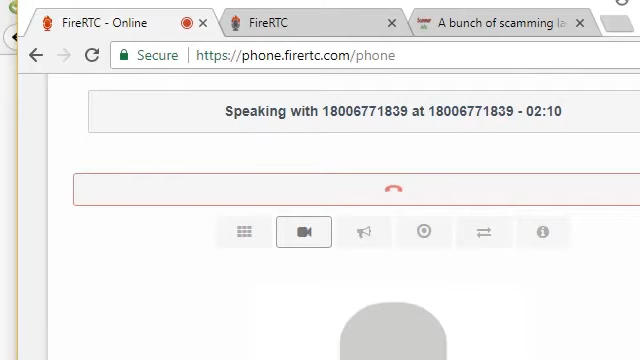 FireRTC - Online
FireRTC
A bunch of scamming la
Secure
https://phone.firertc.com/phone
Speaking with 18006771839 at 18006771839 - 02:10